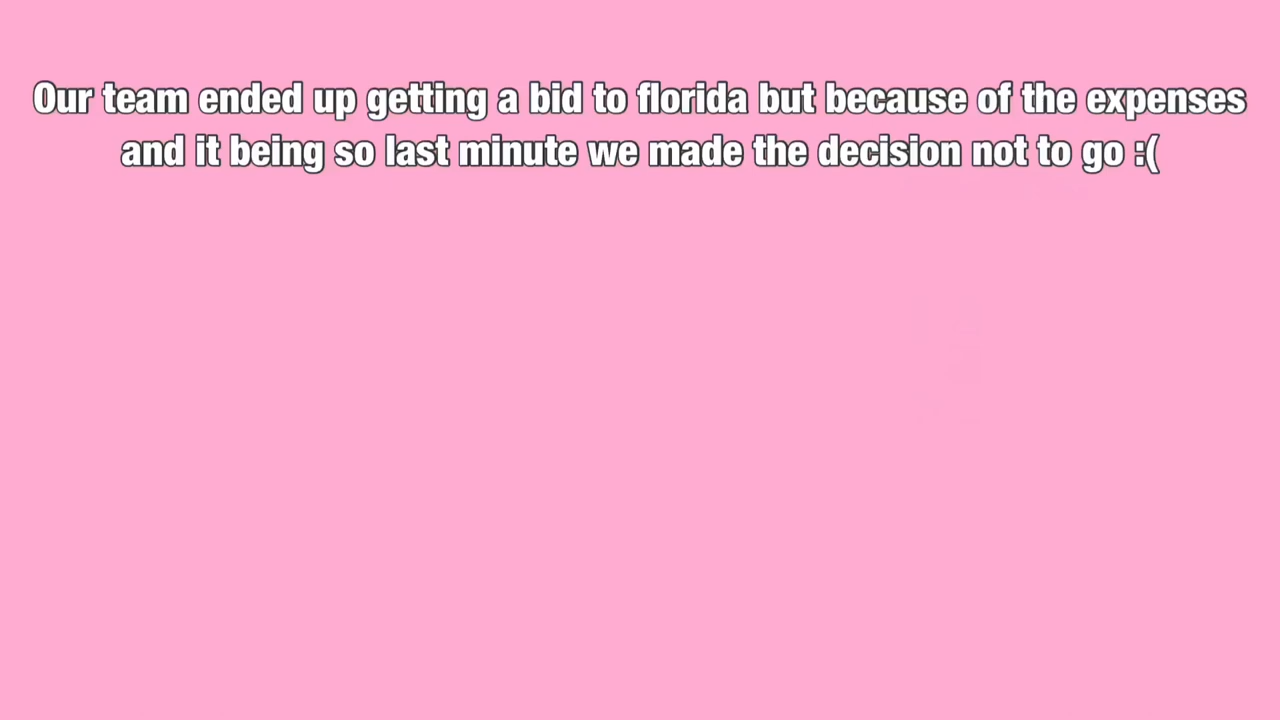 Our team ended up getting a bid to florida but because of the expenses
and it being so last minute we made the decision not to go :(